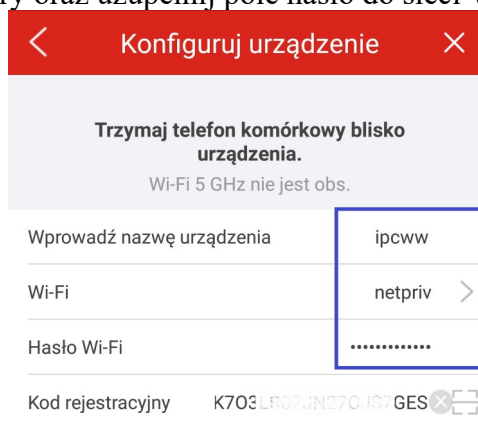 Konfiguruj urządzenie
Trzymaj telefon komórkowy blisko
urządzenia.
Wi-Fi 5 GHz nie jest obs.
Wprowadź nazwę urządzenia ipcww
Wi-Fi netpriv
Hasło Wi-Fi •••••••••••••
Kod rejestracyjny